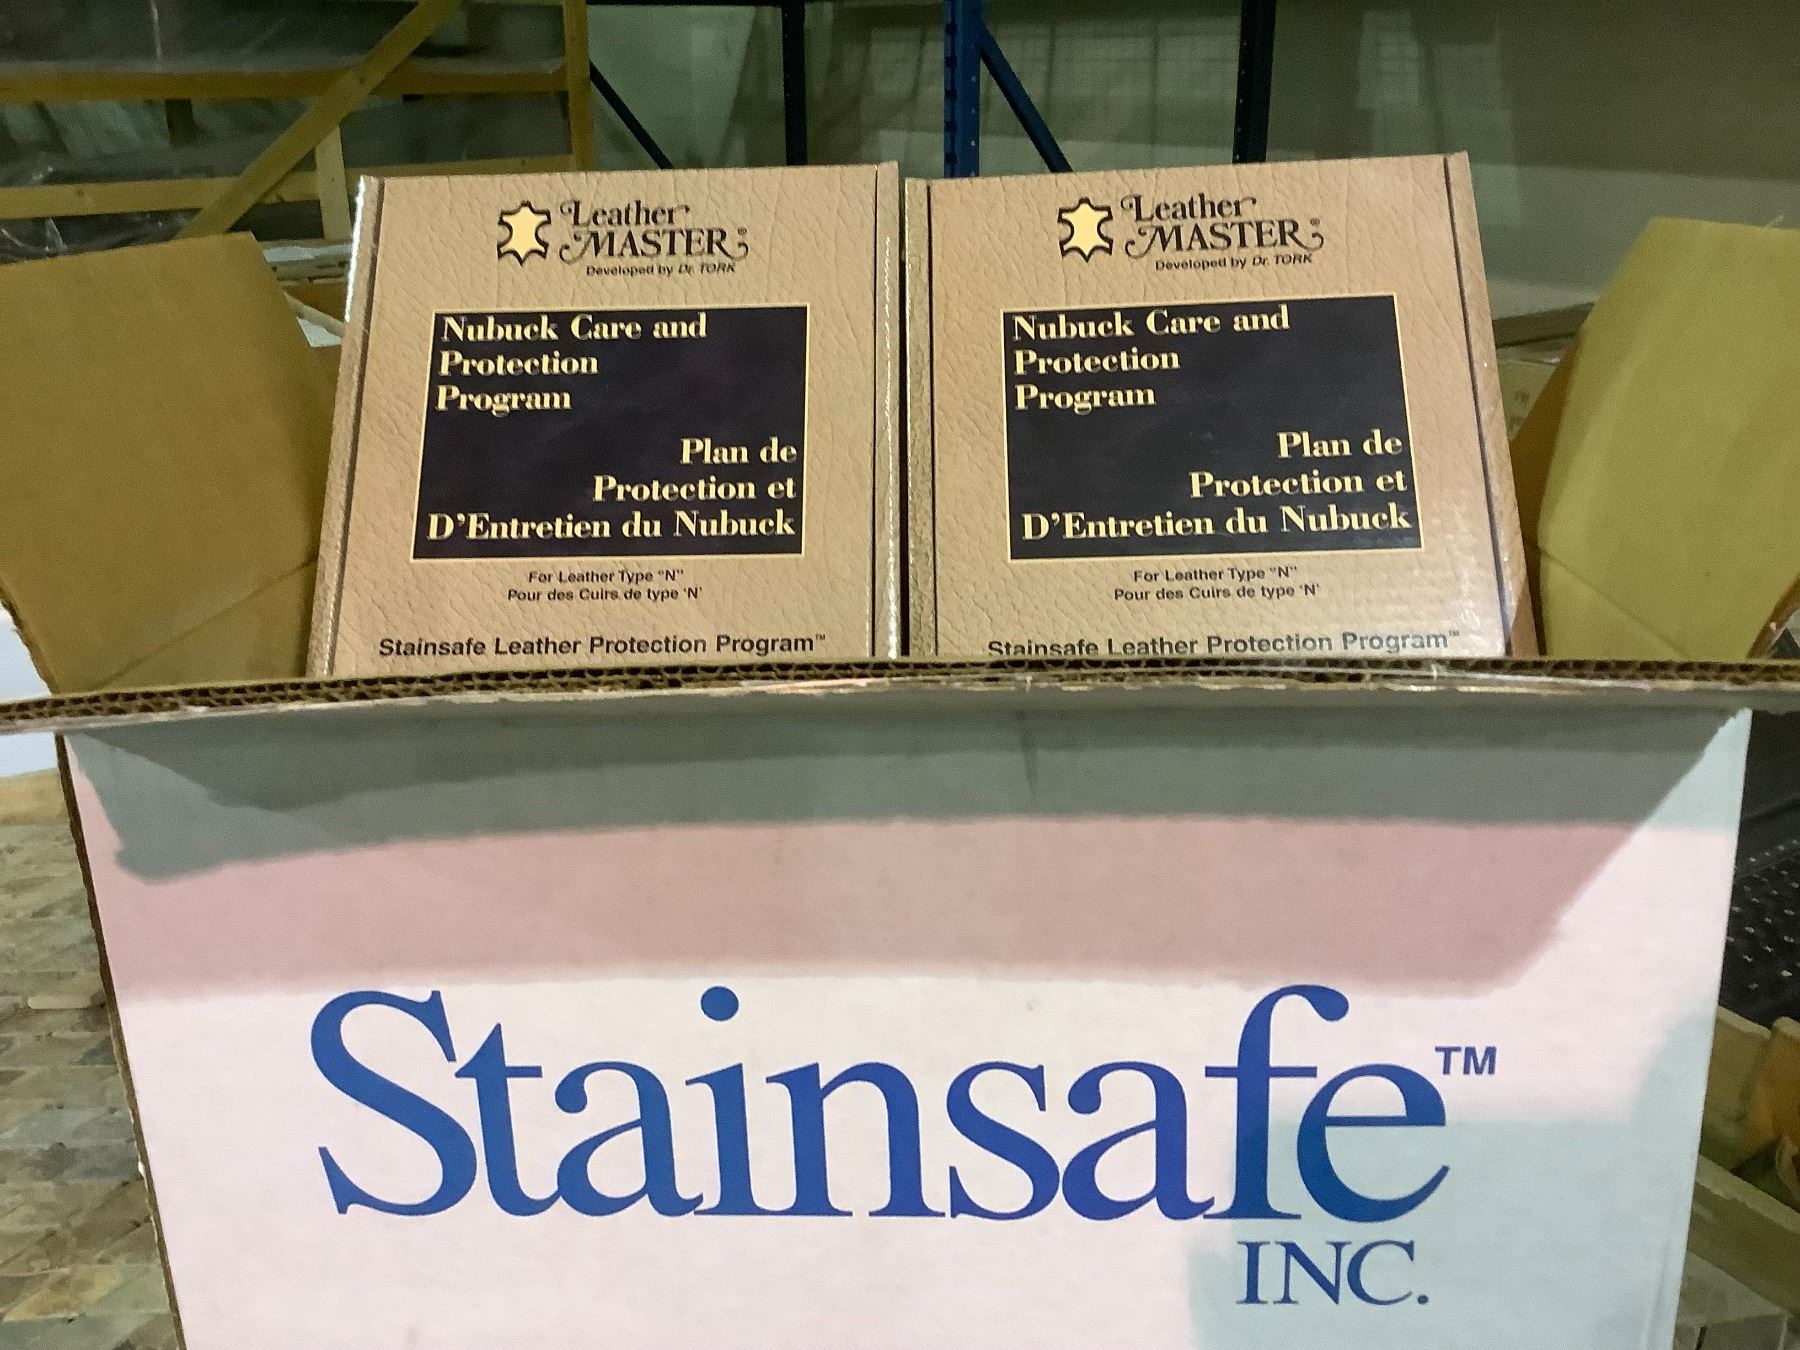 Leather
MASTER®
Developed by Dr. TORK
Nubuck Care and
Protection
Program
Plan de
Protection et
D'Entretien du Nubuck
For Leather Type "N"
Pour des Cuirs de type 'N'
Stainsafe Leather Protection Program™
Leather
MASTER®
Developed by Dr. TORK
Nubuck Care and
Protection
Program
Plan de
Protection et
D'Entretien du Nubuck
For Leather Type "N"
Pour des Cuirs de type 'N'
Stainsafe Leather Protection Program™
Stainsafe™
INC.